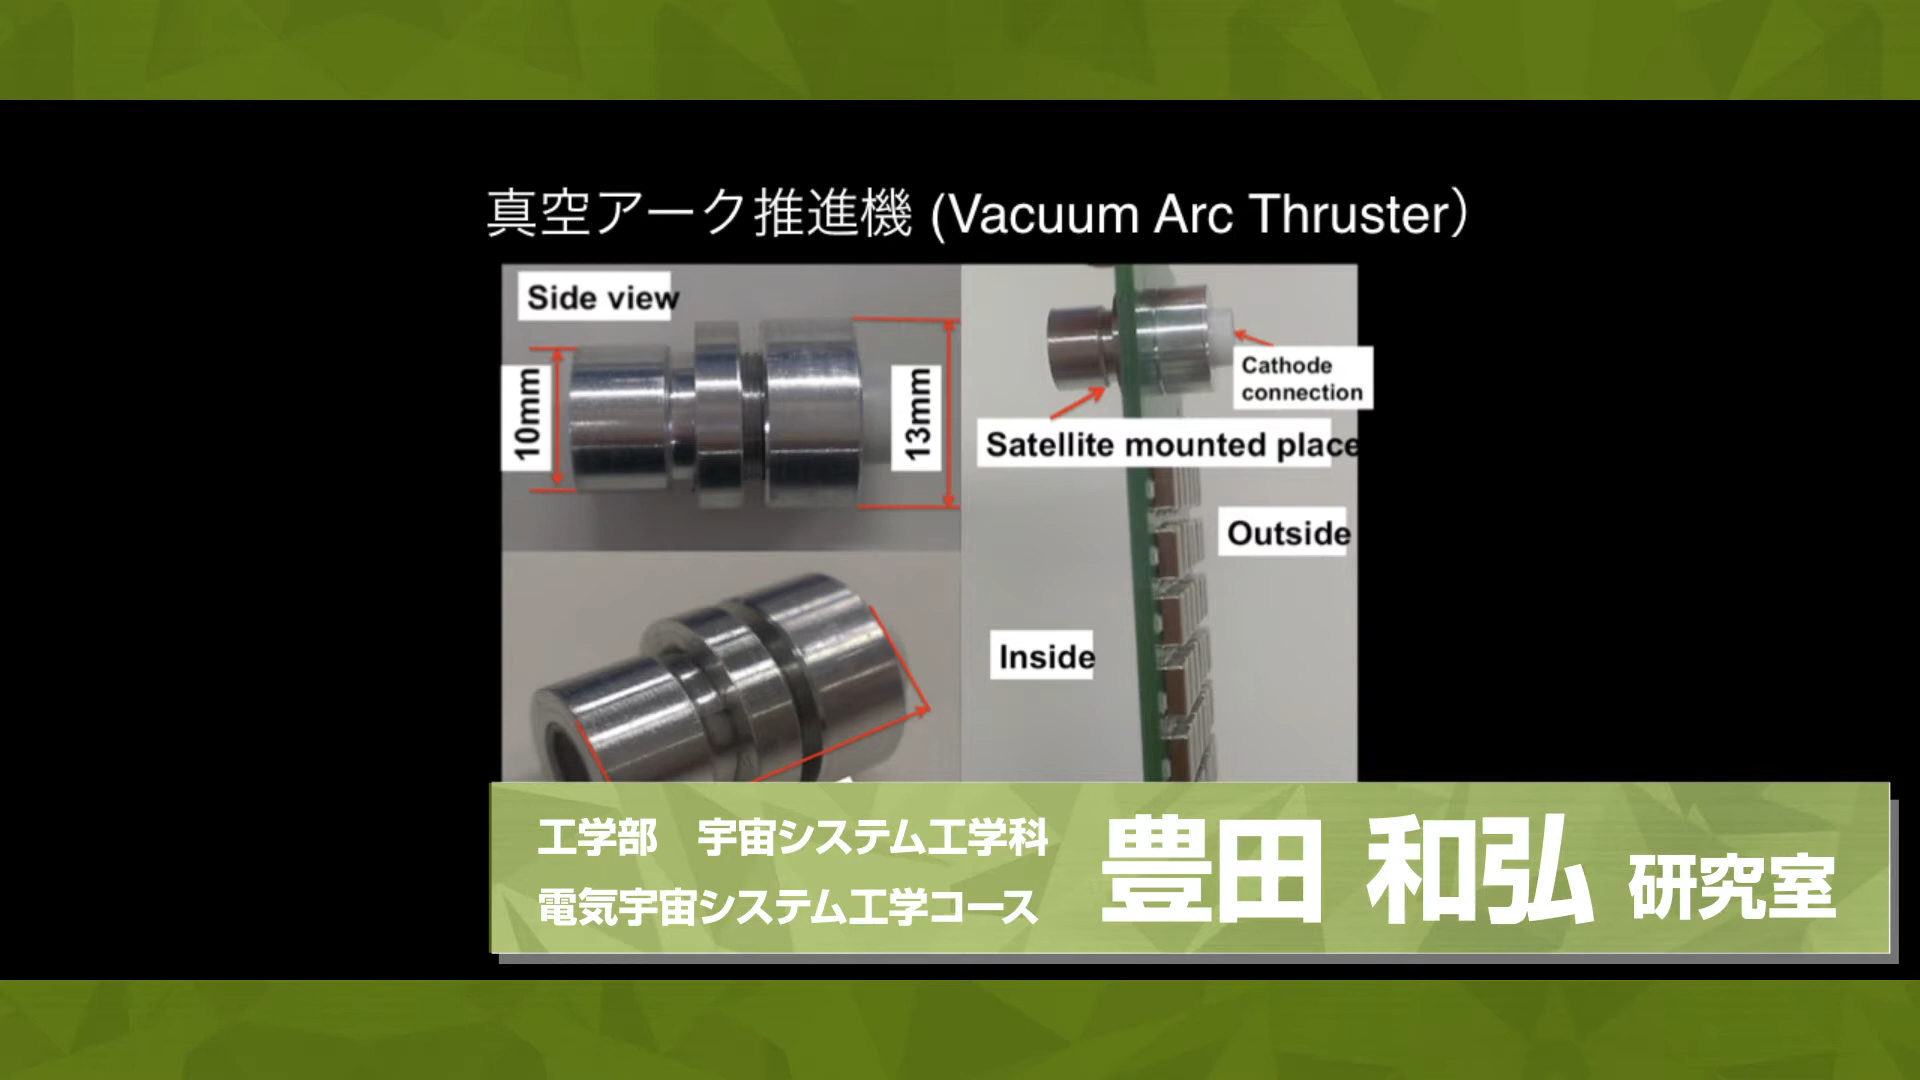 真空アーク推進機 (Vacuum Arc Thruster）
Side view
10mm
13mm
Cathode
connection
Satellite mounted place
Outside
Inside
工学部　宇宙システム工学科
電気宇宙システム工学コース
豊田 和弘 研究室